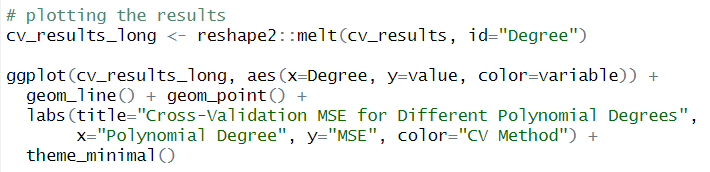 # plotting the results
cv_results_long <- reshape2::melt(cv_results, id="Degree")

ggplot(cv_results_long, aes(x=Degree, y=value, color=variable)) +
  geom_line() + geom_point() +
  labs(title="Cross-Validation MSE for Different Polynomial Degrees",
       x="Polynomial Degree", y="MSE", color="CV Method") +
  theme_minimal()